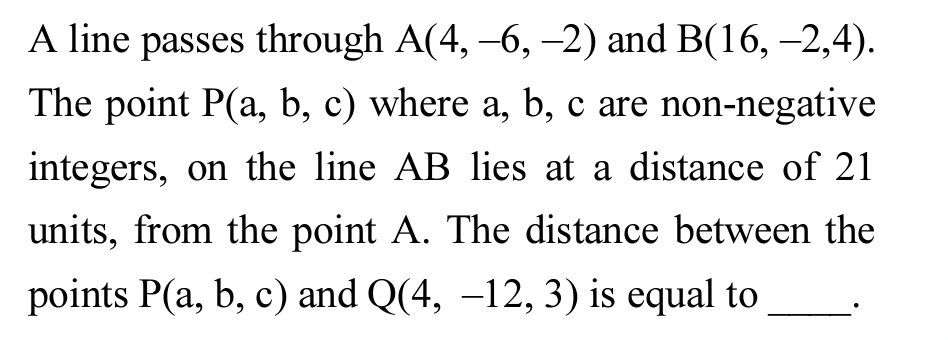 A line passes through A(4, –6, –2) and B(16, –2,4).
The point P(a, b, c) where a, b, c are non-negative
integers, on the line AB lies at a distance of 21
units, from the point A. The distance between the
points P(a, b, c) and Q(4, –12, 3) is equal to ____.